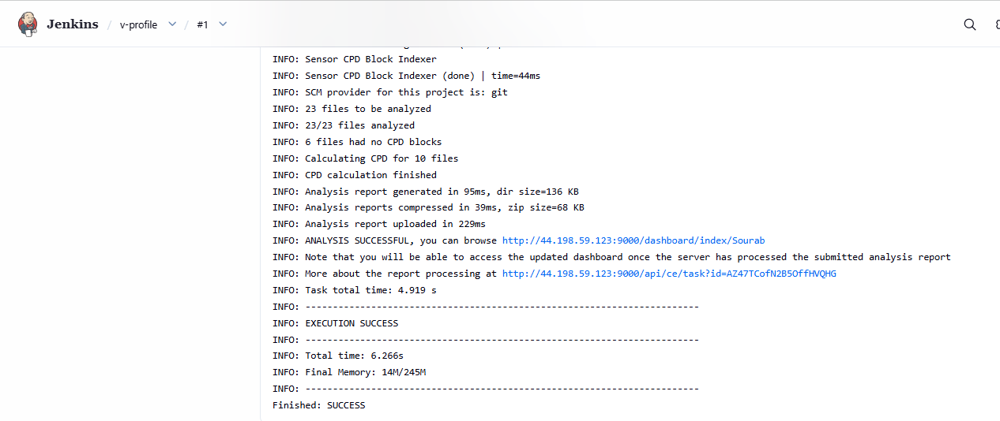 Jenkins / v-profile / #1
INFO: Sensor CPD Block Indexer
INFO: Sensor CPD Block Indexer (done) | time=44ms
INFO: SCM provider for this project is: git
INFO: 23 files to be analyzed
INFO: 23/23 files analyzed
INFO: 6 files had no CPD blocks
INFO: Calculating CPD for 10 files
INFO: CPD calculation finished
INFO: Analysis report generated in 95ms, dir size=136 KB
INFO: Analysis reports compressed in 39ms, zip size=68 KB
INFO: Analysis report uploaded in 229ms
INFO: ANALYSIS SUCCESSFUL, you can browse http://44.198.59.123:9000/dashboard/index/Sourab
INFO: Note that you will be able to access the updated dashboard once the server has processed the submitted analysis report
INFO: More about the report processing at http://44.198.59.123:9000/api/ce/task?id=AZ47TCofN2B5OffHVQHG
INFO: Task total time: 4.919 s
INFO: ------------------------------------------------------------------------
INFO: EXECUTION SUCCESS
INFO: ------------------------------------------------------------------------
INFO: Total time: 6.266s
INFO: Final Memory: 14M/245M
INFO: ------------------------------------------------------------------------
Finished: SUCCESS